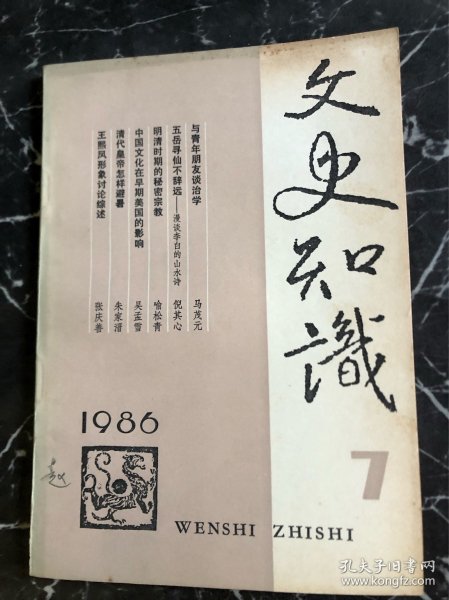 文史知識
与青年朋友谈治学 马茂元
五岳寻仙不辞远——漫谈李白的山水诗 倪其心
明清时期的秘密宗教 喻松青
中国文化在早期美国的影响 吴孟雪
清代皇帝怎样避暑 朱家溍
王熙凤形象讨论综述 张庆善
1986
7
赵
WENSHI ZHISHI
孔夫子旧书网
www.kongfz.com